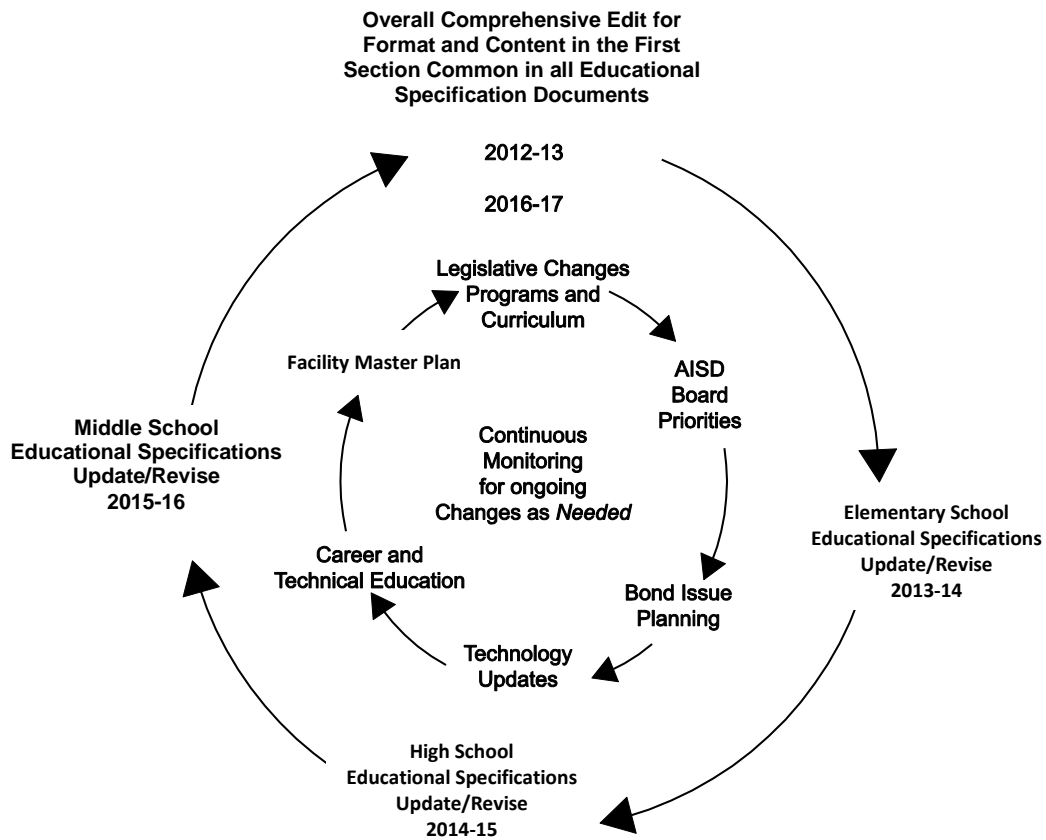 Overall Comprehensive Edit for
Format and Content in the First
Section Common in all Educational
Specification Documents
2012-13
2016-17
Legislative Changes
Programs and
Curriculum
Facility Master Plan
AISD
Board
Priorities
Middle School
Educational Specifications
Update/Revise
2015-16
Continuous
Monitoring
for ongoing
Changes as Needed
Elementary School
Educational Specifications
Update/Revise
2013-14
Career and
Technical Education
Bond Issue
Planning
Technology
Updates
High School
Educational Specifications
Update/Revise
2014-15